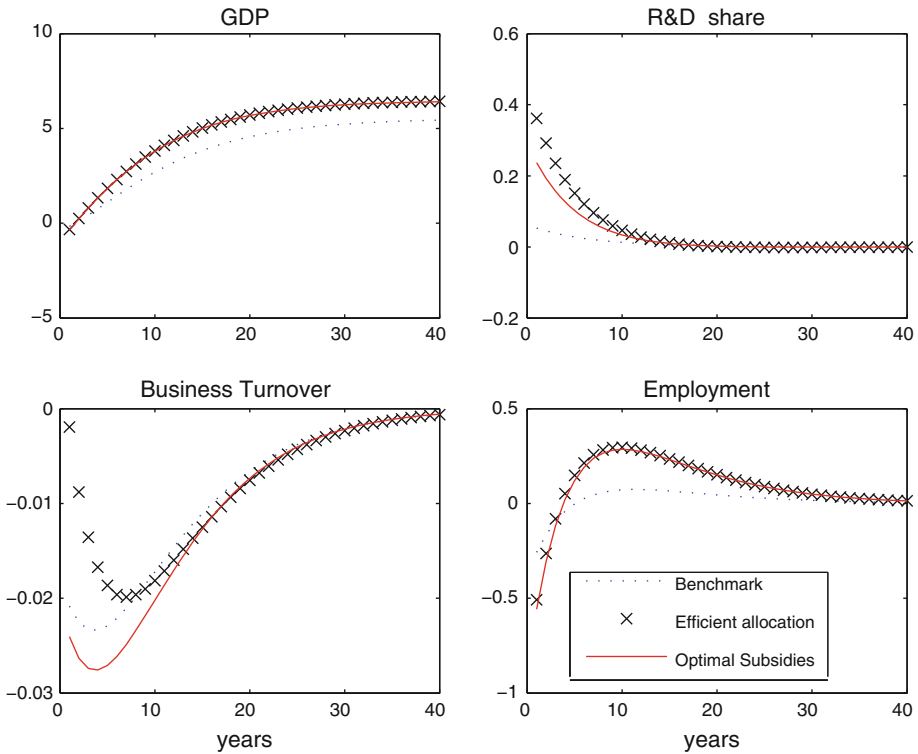 GDP
10
5
0
−5
0 10 20 30 40
R&D share
0.6
0.4
0.2
0
−0.2
0 10 20 30 40
Business Turnover
0
−0.01
−0.02
−0.03
0 10 20 30 40
years
Employment
0.5
0
−0.5
−1
0 10 20 30 40
years
Benchmark
Efficient allocation
Optimal Subsidies